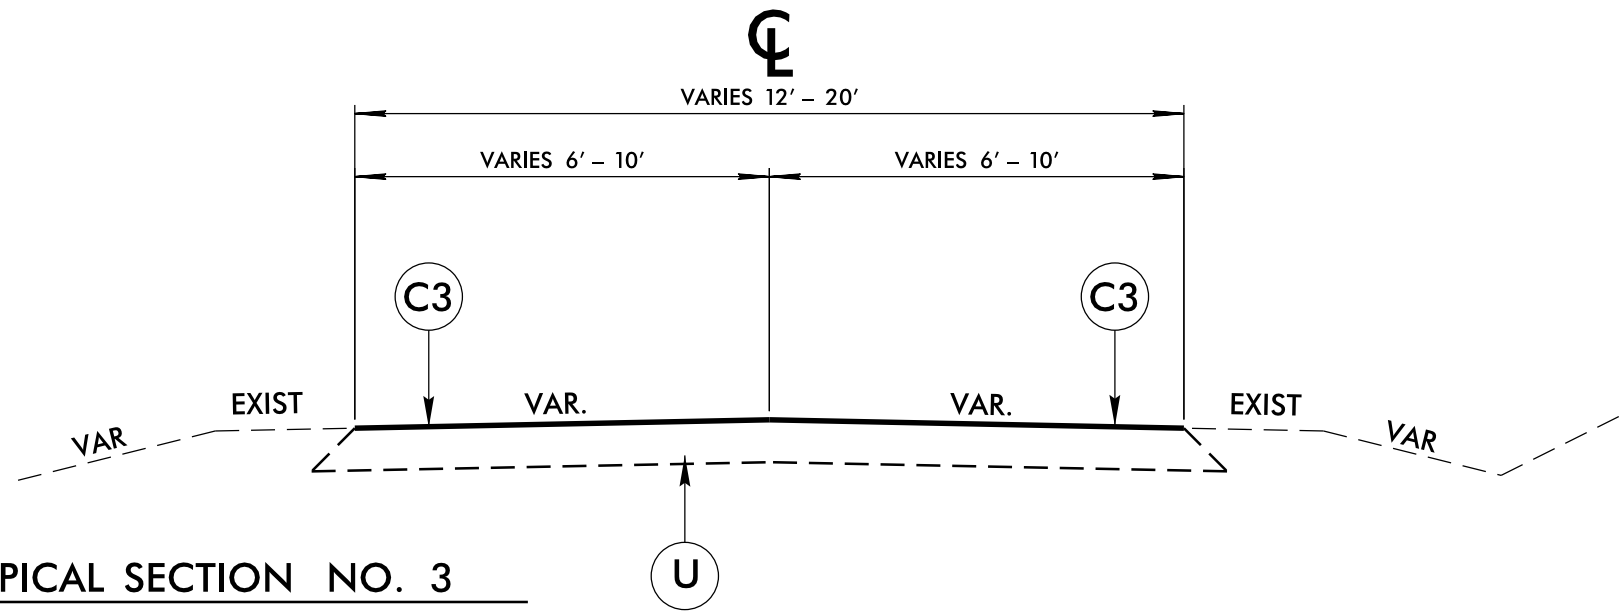 ℄
VARIES 12' – 20'
VARIES 6' – 10' VARIES 6' – 10'
C3 C3
EXIST VAR. VAR. EXIST
VAR VAR
U
PICAL SECTION NO. 3